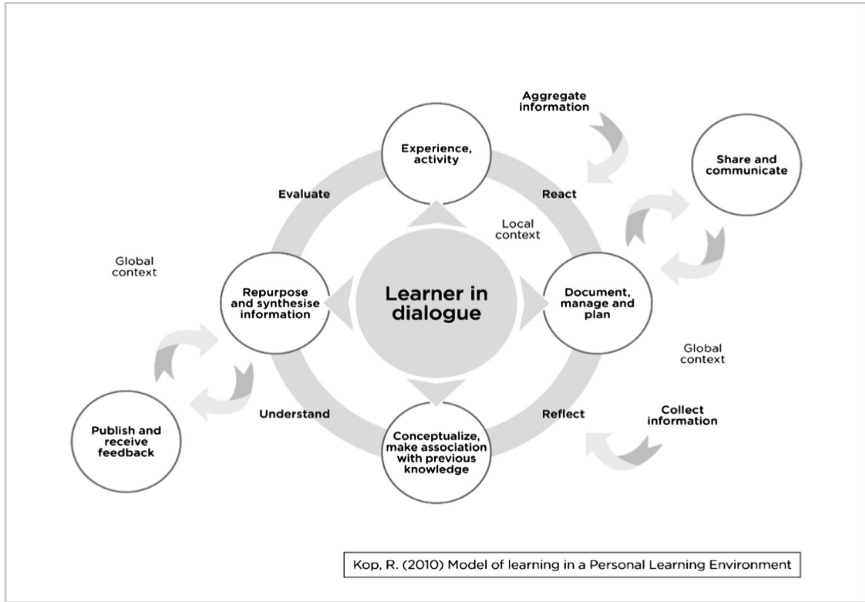 Aggregate
information
Experience,
activity
Share and
communicate
Evaluate
React
Local
context
Global
context
Repurpose
and synthesise
information
Learner in
dialogue
Document,
manage and
plan
Global
context
Understand
Reflect
Collect
information
Publish and
receive
feedback
Conceptualize,
make association
with previous
knowledge
Kop, R. (2010) Model of learning in a Personal Learning Environment